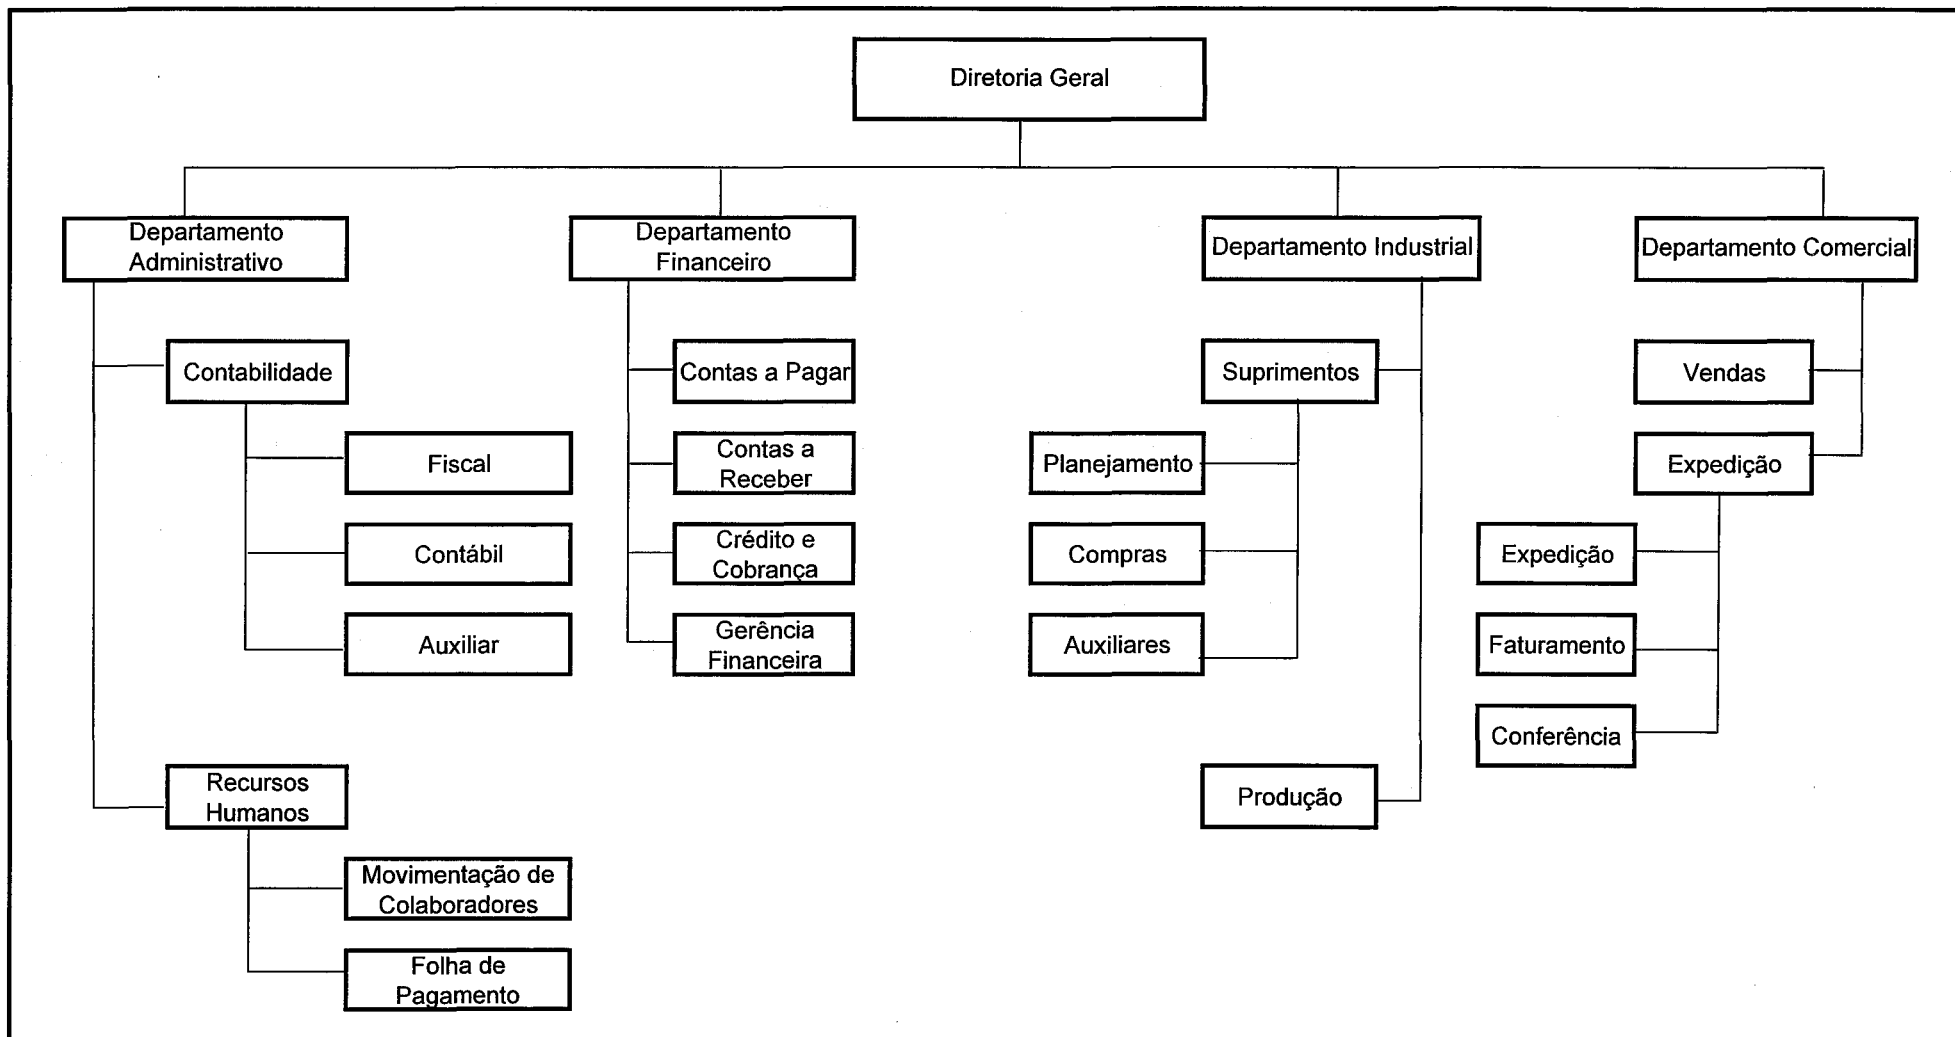 Diretoria Geral
Departamento
Administrativo
Departamento
Financeiro
Departamento Industrial
Departamento Comercial
Contabilidade
Contas a Pagar
Suprimentos
Vendas
Fiscal
Contas a
Receber
Planejamento
Expedição
Contábil
Crédito e
Cobrança
Compras
Expedição
Auxiliar
Gerência
Financeira
Auxiliares
Faturamento
Conferência
Recursos
Humanos
Produção
Movimentação de
Colaboradores
Folha de
Pagamento